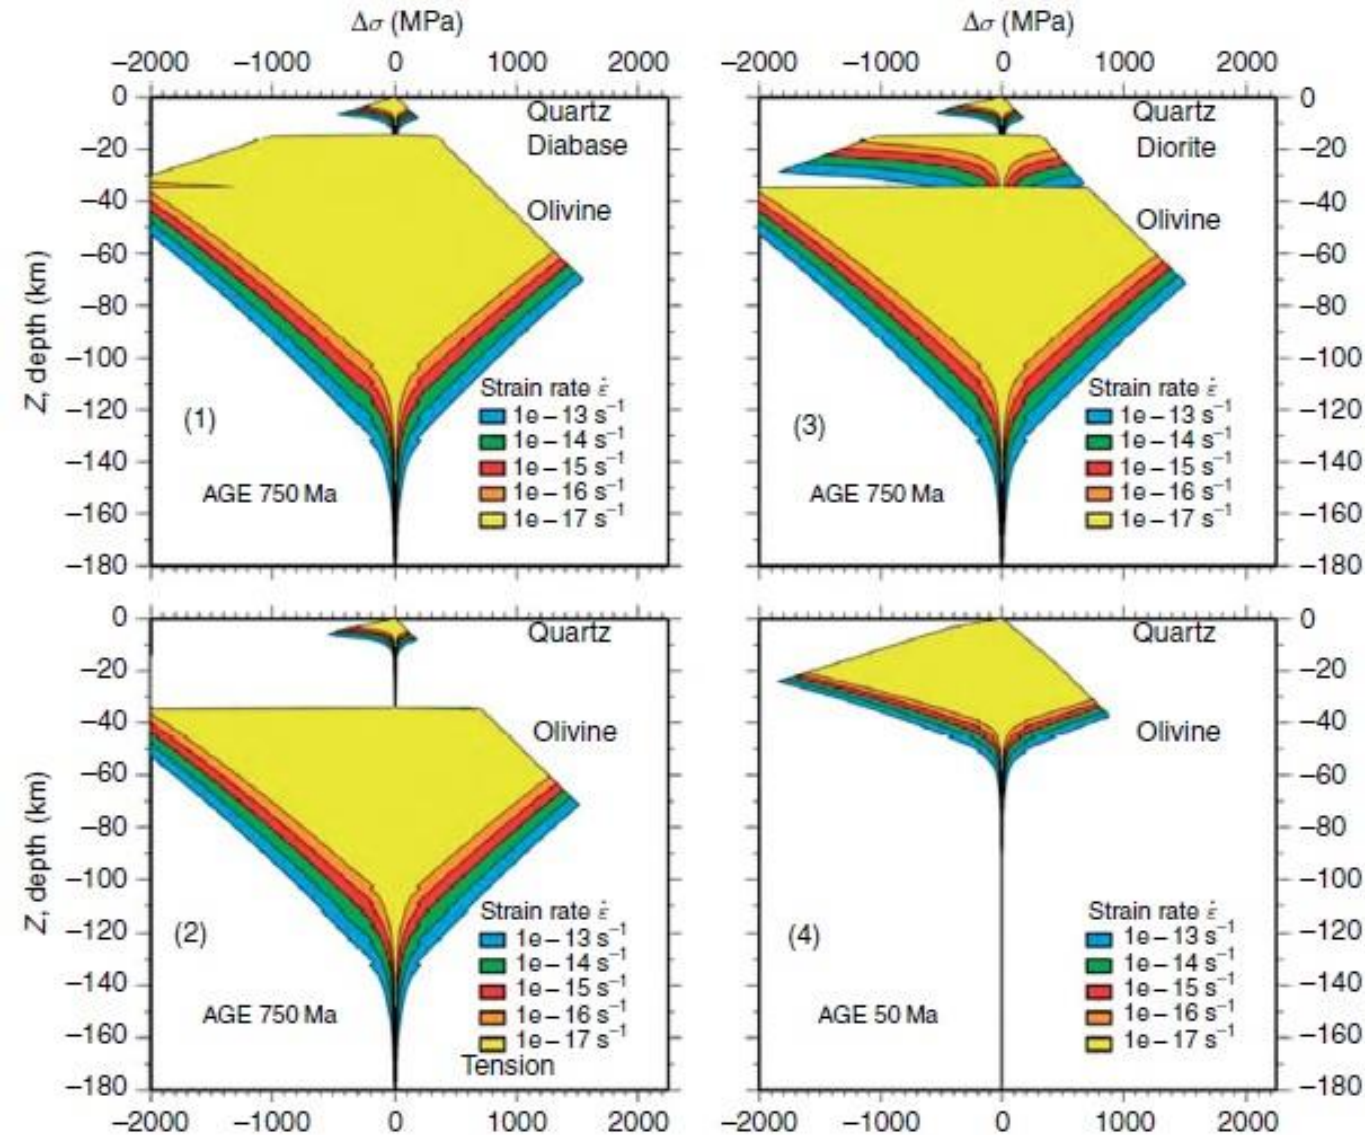 Δσ (MPa)
−2000 −1000 0 1000 2000
0
−20
−40
−60
−80
−100
−120
−140
−160
−180
Z, depth (km)
Quartz
Diabase
Olivine
(1)
AGE 750 Ma
Strain rate ε̇
1e−13 s⁻¹
1e−14 s⁻¹
1e−15 s⁻¹
1e−16 s⁻¹
1e−17 s⁻¹
Δσ (MPa)
−2000 −1000 0 1000 2000
Quartz
Diorite
Olivine
(3)
AGE 750 Ma
Strain rate ε̇
1e−13 s⁻¹
1e−14 s⁻¹
1e−15 s⁻¹
1e−16 s⁻¹
1e−17 s⁻¹
0
−20
−40
−60
−80
−100
−120
−140
−160
−180
0
−20
−40
−60
−80
−100
−120
−140
−160
−180
Z, depth (km)
Quartz
Olivine
(2)
AGE 750 Ma
Strain rate ε̇
1e−13 s⁻¹
1e−14 s⁻¹
1e−15 s⁻¹
1e−16 s⁻¹
1e−17 s⁻¹
Tension
−2000 −1000 0 1000 2000
Quartz
Olivine
(4)
AGE 50 Ma
Strain rate ε̇
1e−13 s⁻¹
1e−14 s⁻¹
1e−15 s⁻¹
1e−16 s⁻¹
1e−17 s⁻¹
0
−20
−40
−60
−80
−100
−120
−140
−160
−180
−2000 −1000 0 1000 2000